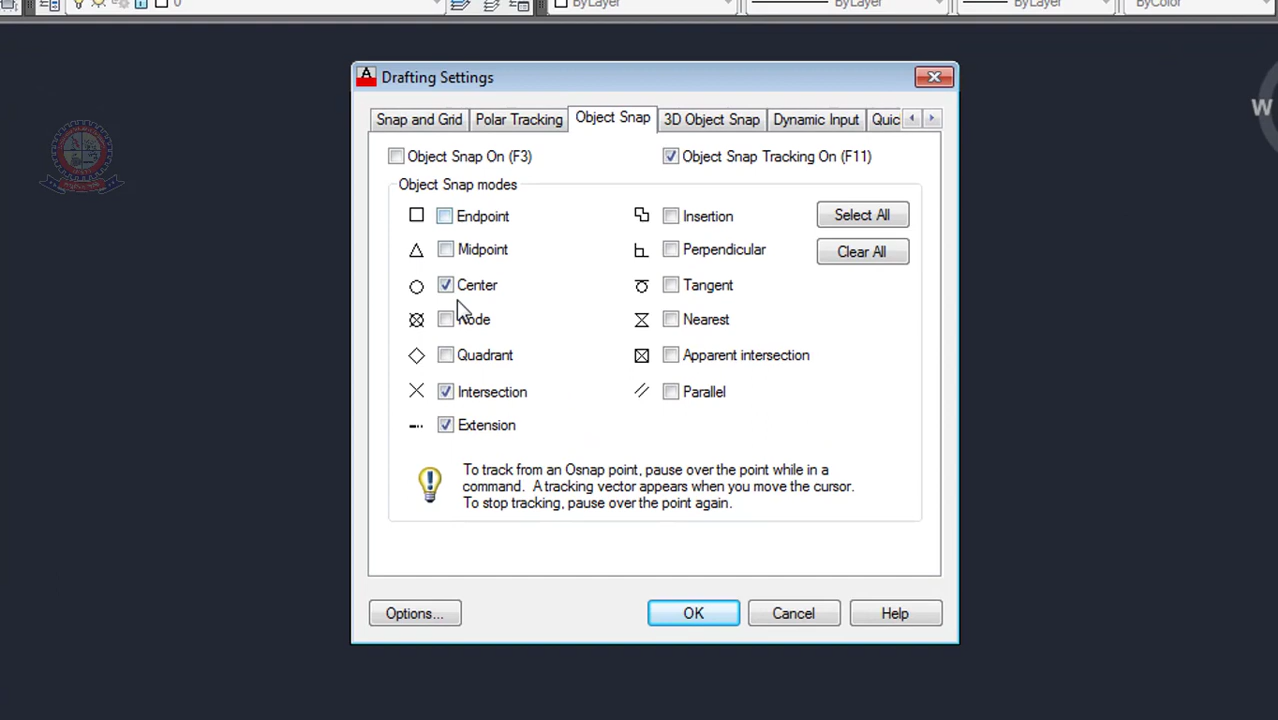 0
ByLayer
ByLayer
ByLayer
ByColor
W
Drafting Settings
Snap and Grid
Polar Tracking
Object Snap
3D Object Snap
Dynamic Input
Quic
Object Snap On (F3)
Object Snap Tracking On (F11)
Object Snap modes
Endpoint
Insertion
Select All
Midpoint
Perpendicular
Clear All
Center
Tangent
Node
Nearest
Quadrant
Apparent intersection
Intersection
Parallel
Extension
To track from an Osnap point, pause over the point while in a
command. A tracking vector appears when you move the cursor.
To stop tracking, pause over the point again.
Options...
OK
Cancel
Help